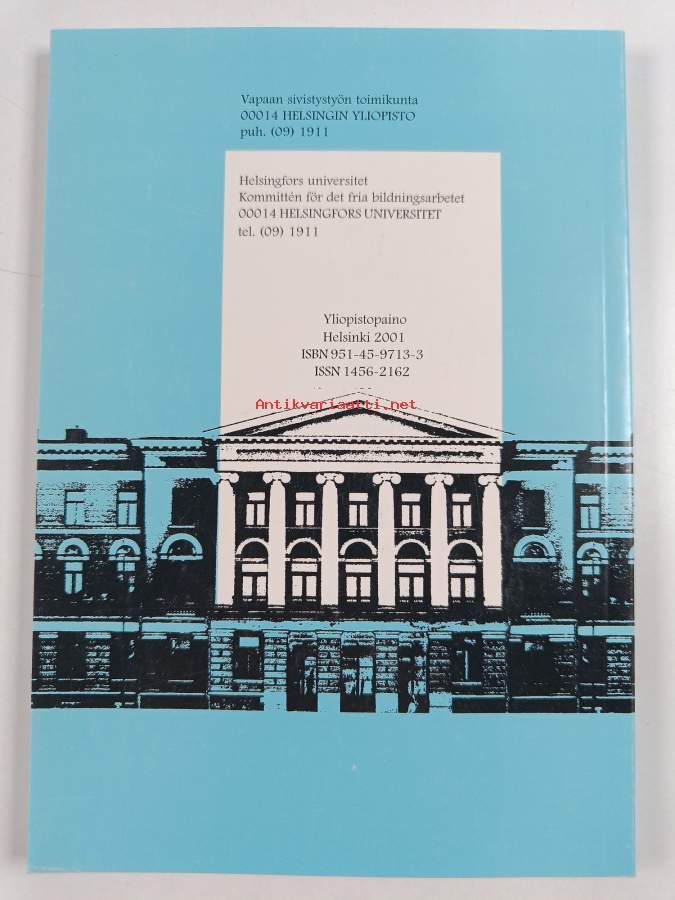 Vapaan sivistystyön toimikunta
00014 HELSINGIN YLIOPISTO
puh. (09) 1911
Helsingfors universitet
Kommittén för det fria bildningsarbetet
00014 HELSINGFORS UNIVERSITET
tel. (09) 1911
Yliopistopaino
Helsinki 2001
ISBN 951-45-9713-3
ISSN 1456-2162
Antikvariaatti.net